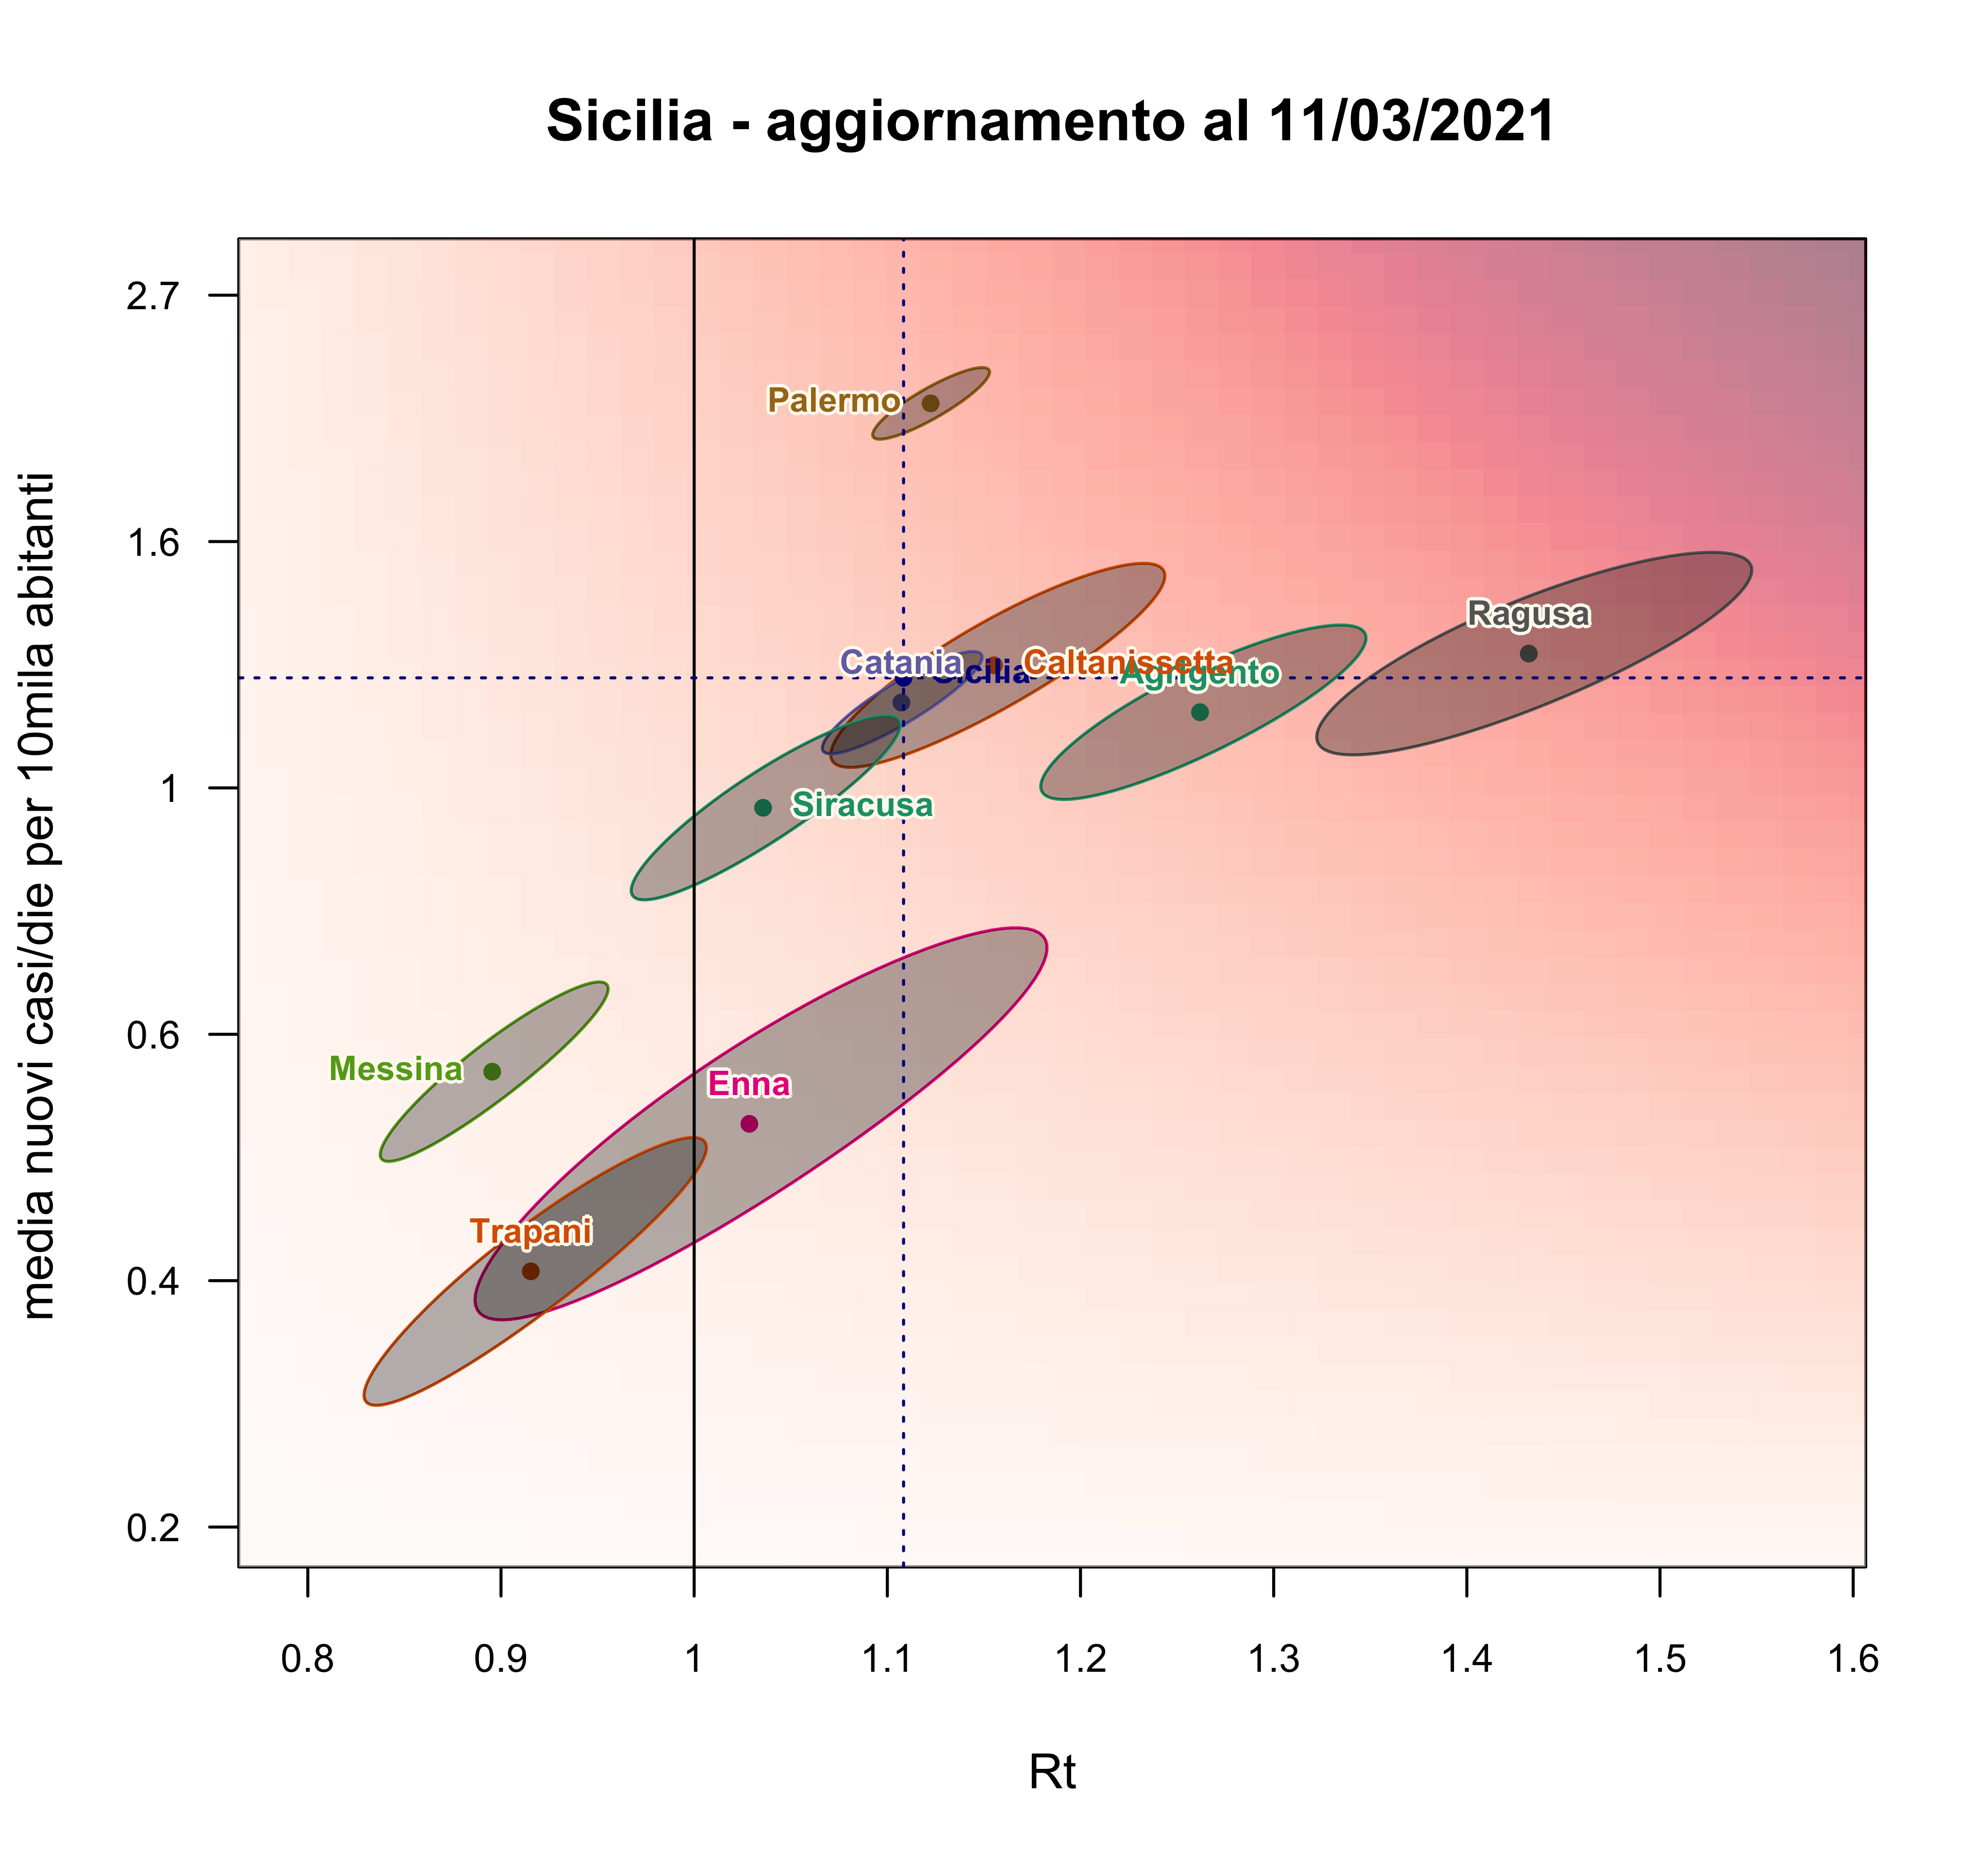 Sicilia - aggiornamento al 11/03/2021
media nuovi casi/die per 10mila abitanti
2.7
1.6
1
0.6
0.4
0.2
Palermo
Ragusa
Catania
Sicilia
Caltanissetta
Agrigento
Siracusa
Messina
Enna
Trapani
0.8 0.9 1 1.1 1.2 1.3 1.4 1.5 1.6
Rt